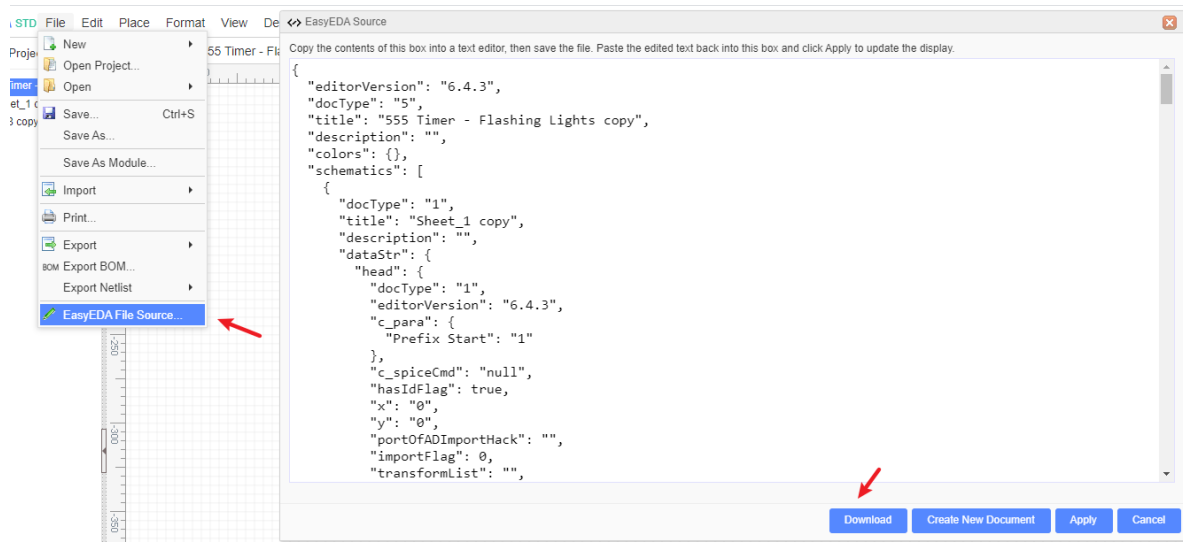 STD File Edit Place Format View De
Proje
55 Timer - Fl
New
Open Project...
Open
Save... Ctrl+S
Save As...
Save As Module...
Import
Print...
Export
BOM Export BOM...
Export Netlist
EasyEDA File Source...
imer -
et_1 c
3 copy
-250
-300
-350
EasyEDA Source
Copy the contents of this box into a text editor, then save the file. Paste the edited text back into this box and click Apply to update the display.
{
"editorVersion": "6.4.3",
"docType": "5",
"title": "555 Timer - Flashing Lights copy",
"description": "",
"colors": {},
"schematics": [
{
"docType": "1",
"title": "Sheet_1 copy",
"description": "",
"dataStr": {
"head": {
"docType": "1",
"editorVersion": "6.4.3",
"c_para": {
"Prefix Start": "1"
},
"c_spiceCmd": "null",
"hasIdFlag": true,
"x": "0",
"y": "0",
"portOfADImportHack": "",
"importFlag": 0,
"transformList": "",
Download Create New Document Apply Cancel